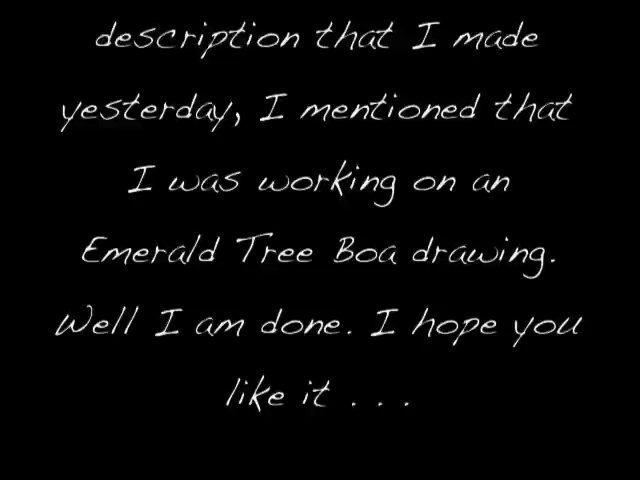 description that I made
yesterday, I mentioned that
I was working on an
Emerald Tree Boa drawing.
Well I am done. I hope you
like it . . .